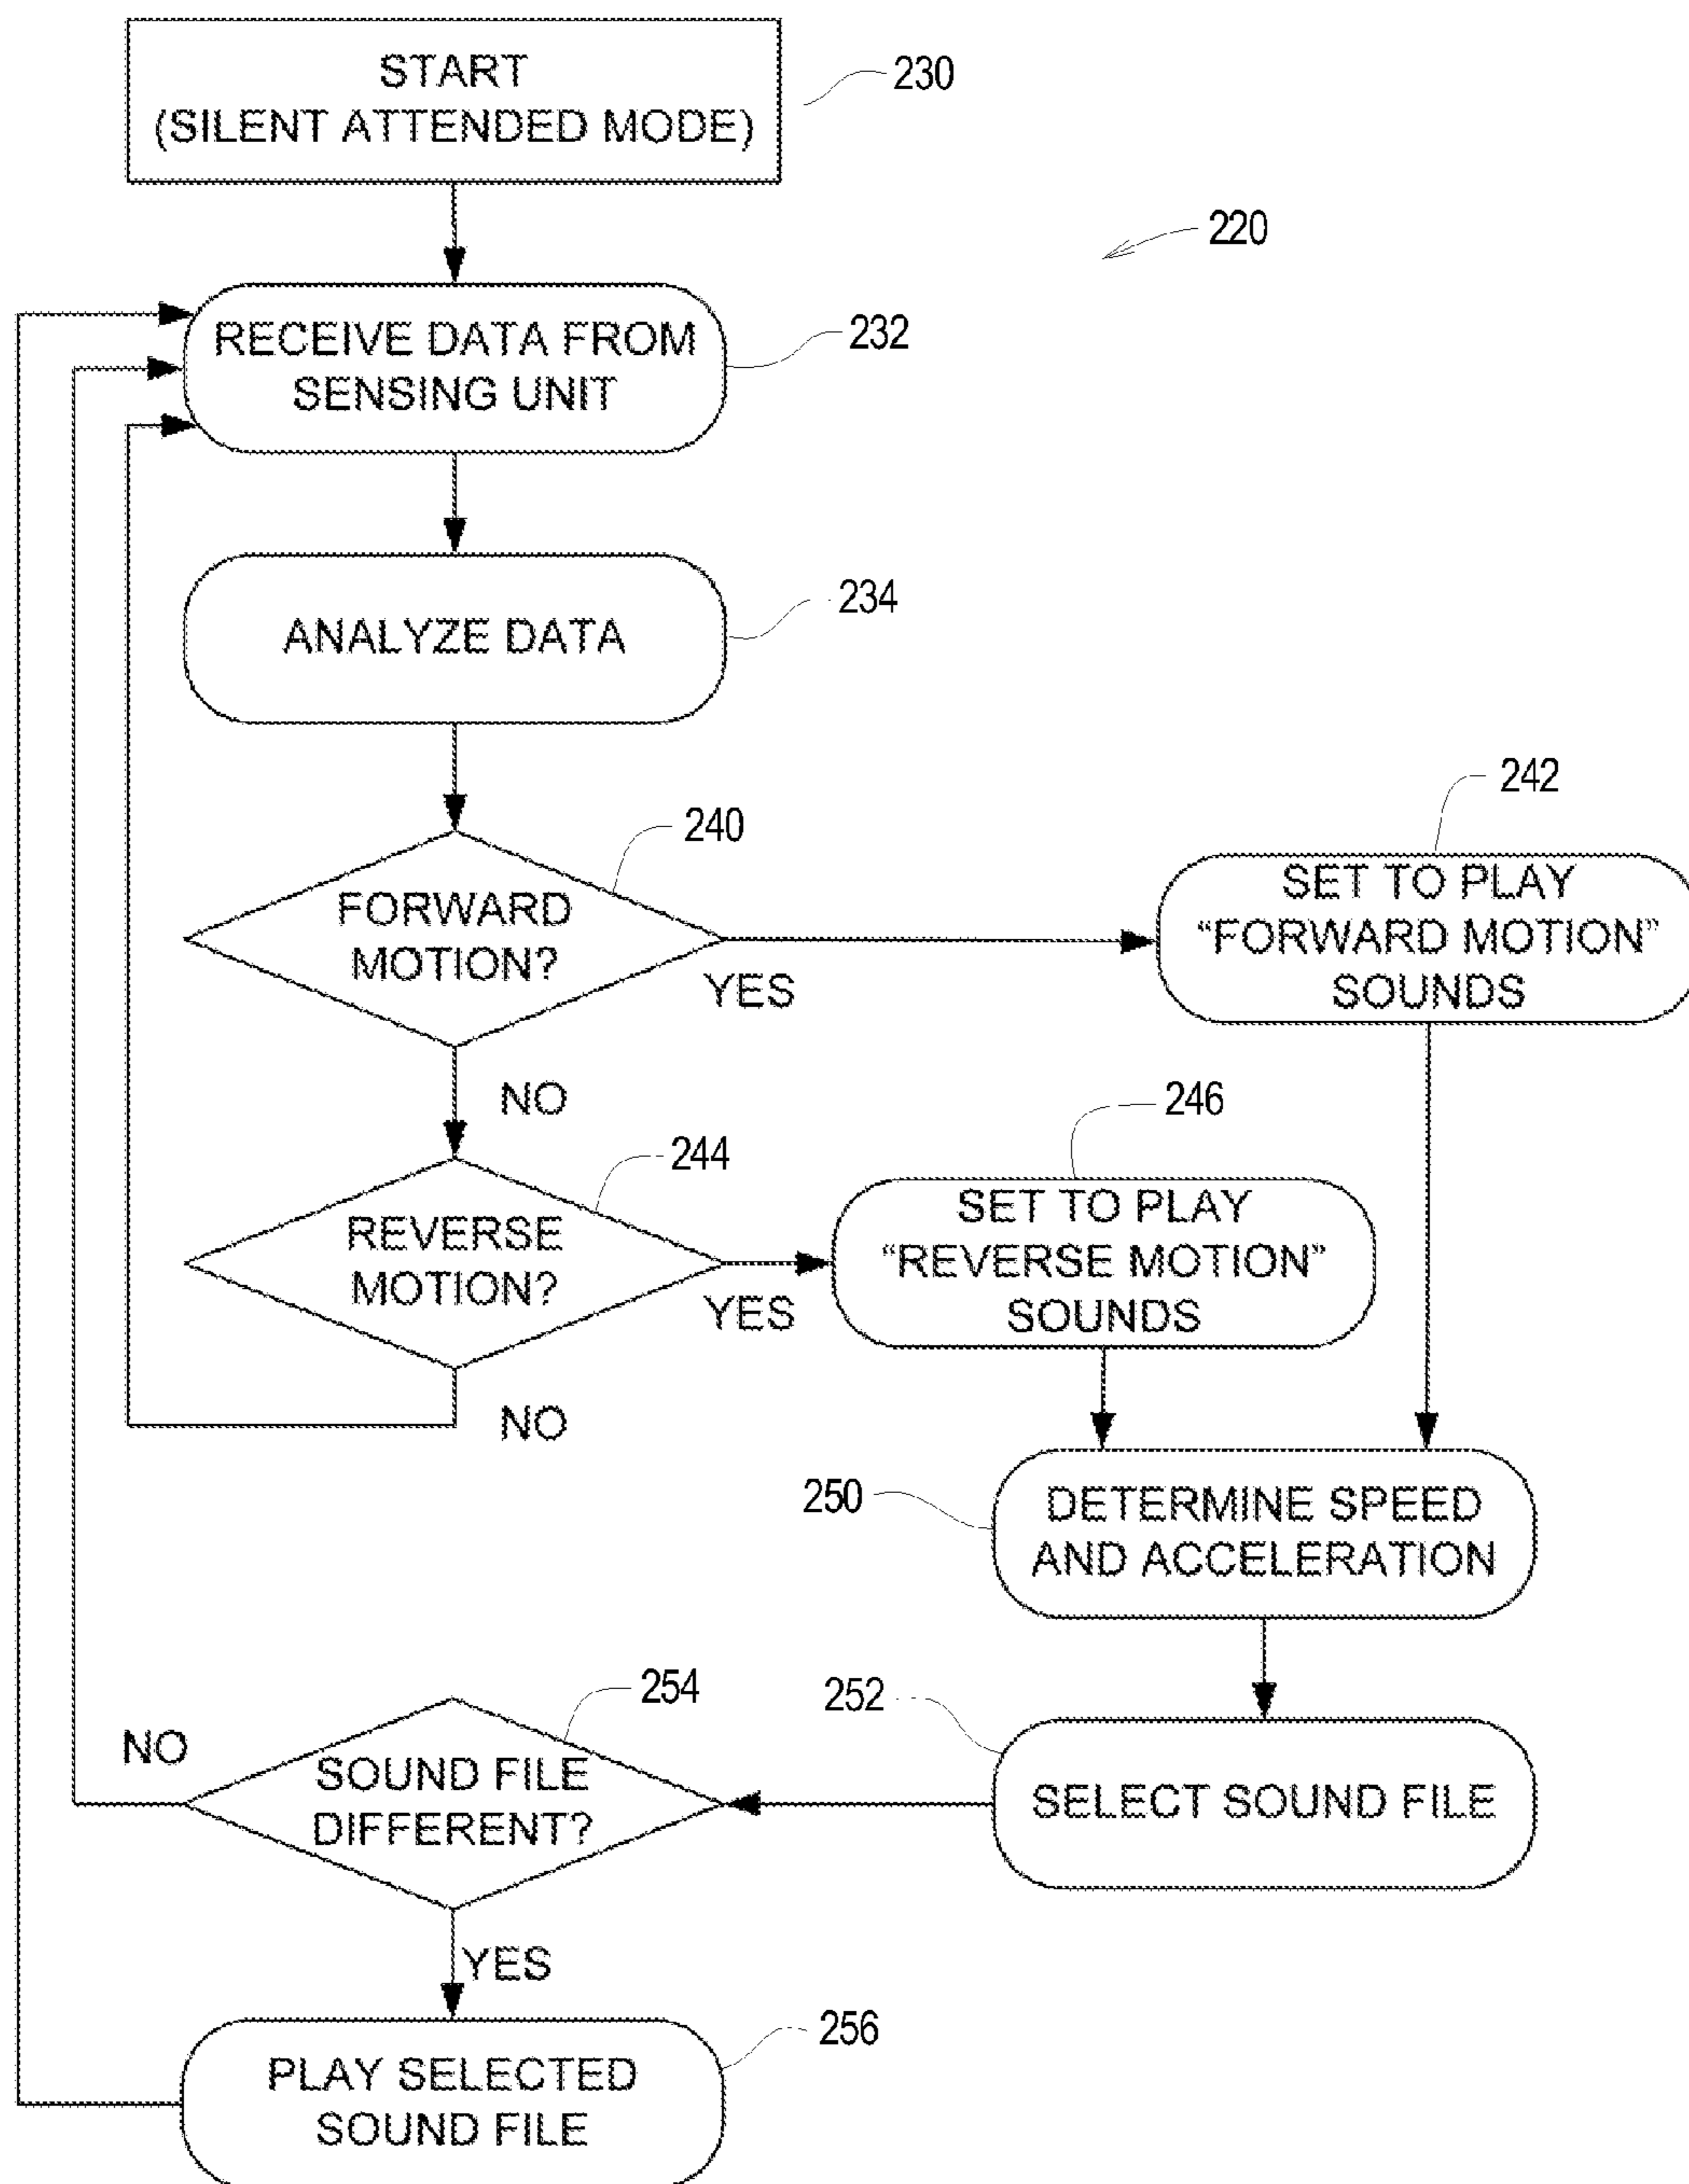 START
(SILENT ATTENDED MODE)
230
220
RECEIVE DATA FROM
SENSING UNIT
232
ANALYZE DATA
234
240
FORWARD
MOTION?
YES
242
SET TO PLAY
“FORWARD MOTION”
SOUNDS
NO
244
REVERSE
MOTION?
YES
246
SET TO PLAY
“REVERSE MOTION”
SOUNDS
NO
250
DETERMINE SPEED
AND ACCELERATION
252
SELECT SOUND FILE
254
SOUND FILE
DIFFERENT?
NO
YES
256
PLAY SELECTED
SOUND FILE